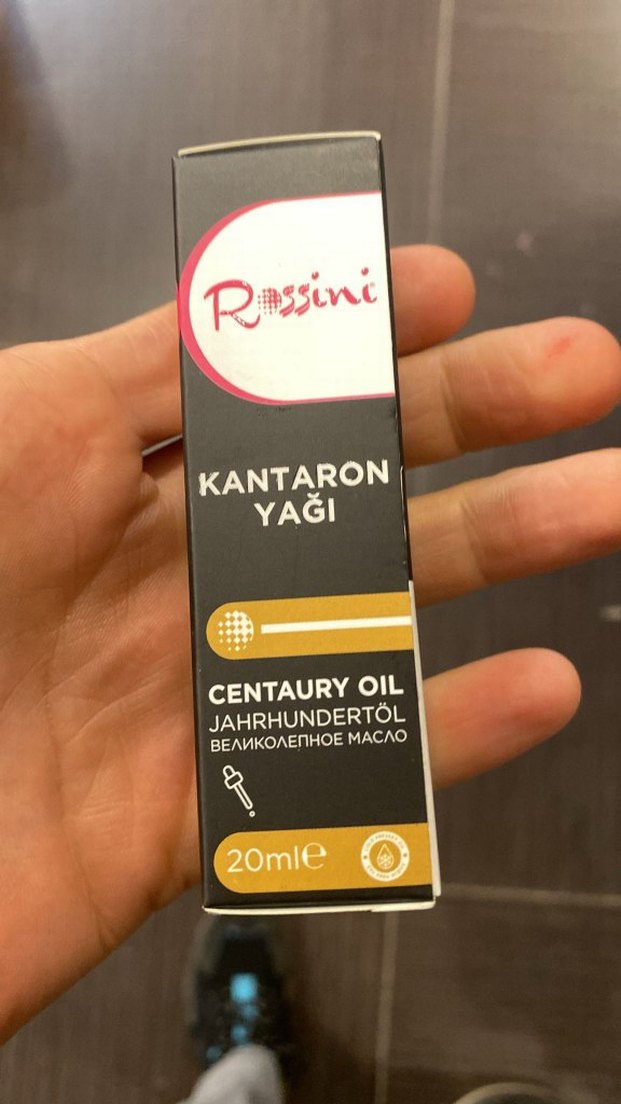 Rossini
KANTARON
YAĞI
CENTAURY OIL
JAHRHUNDERTÖL
ВЕЛИКОЛЕПНОЕ МАСЛО
20ml℮